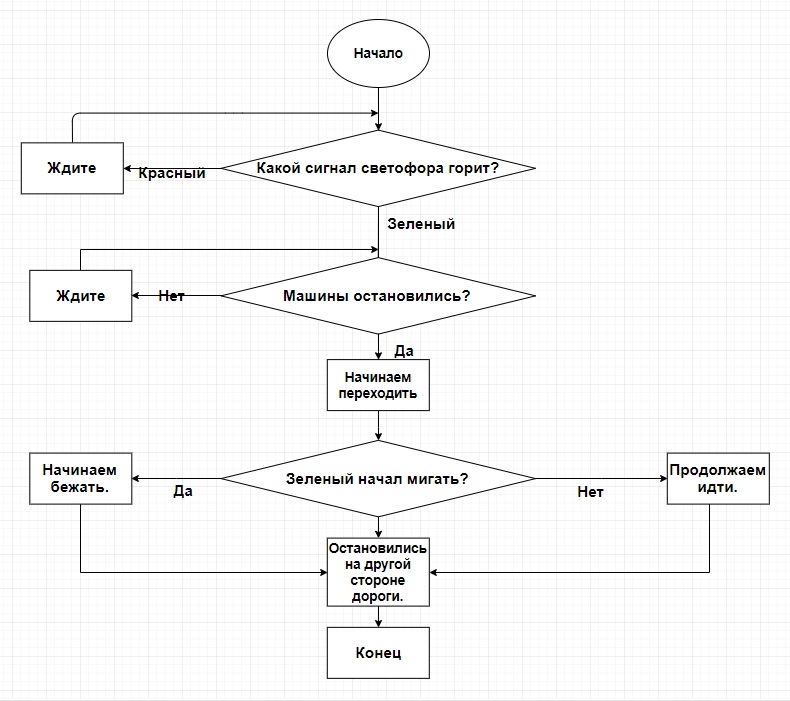 Начало
Какой сигнал светофора горит?
Красный
Ждите
Зеленый
Машины остановились?
Нет
Ждите
Да
Начинаем
переходить
Зеленый начал мигать?
Да
Начинаем
бежать.
Нет
Продолжаем
идти.
Остановились
на другой
стороне
дороги.
Конец